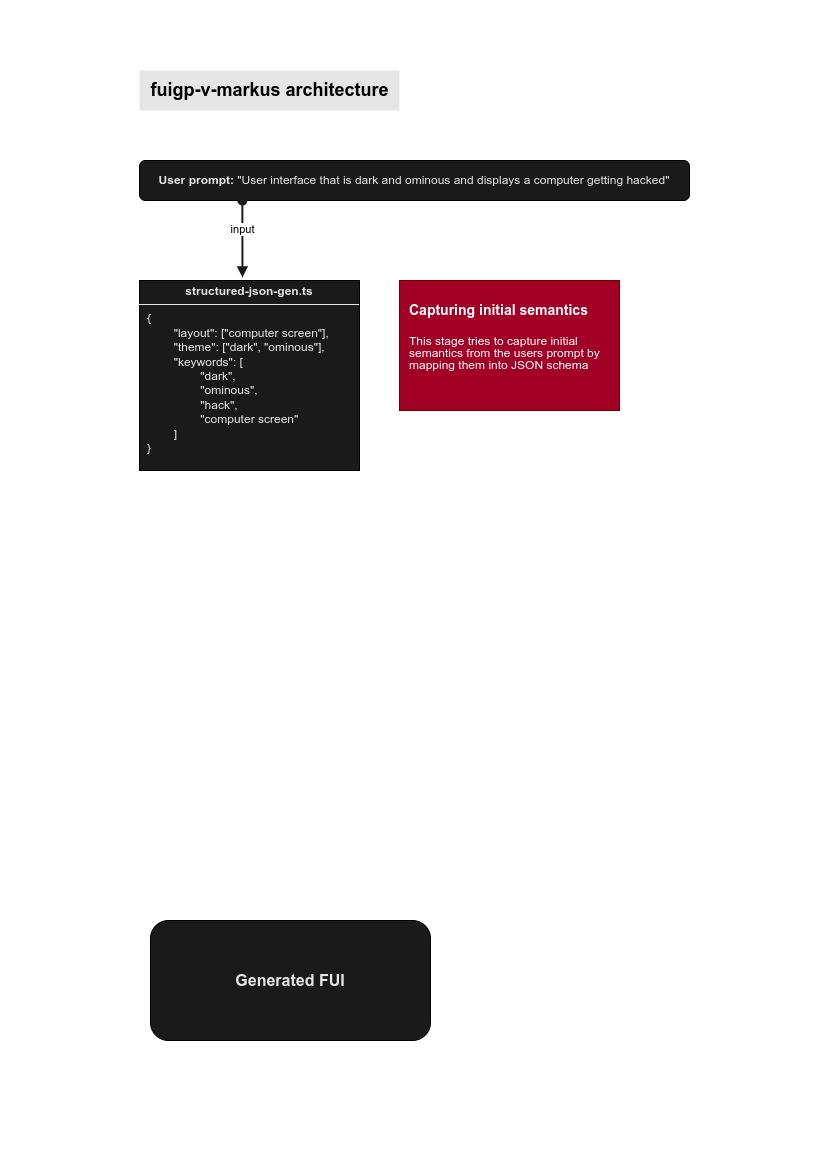 fuigp-v-markus architecture
User prompt: "User interface that is dark and ominous and displays a computer getting hacked"
input
structured-json-gen.ts
{
"layout": ["computer screen"],
"theme": ["dark", "ominous"],
"keywords": [
"dark",
"ominous",
"hack",
"computer screen"
]
}
Capturing initial semantics
This stage tries to capture initial
semantics from the users prompt by
mapping them into JSON schema
Generated FUI